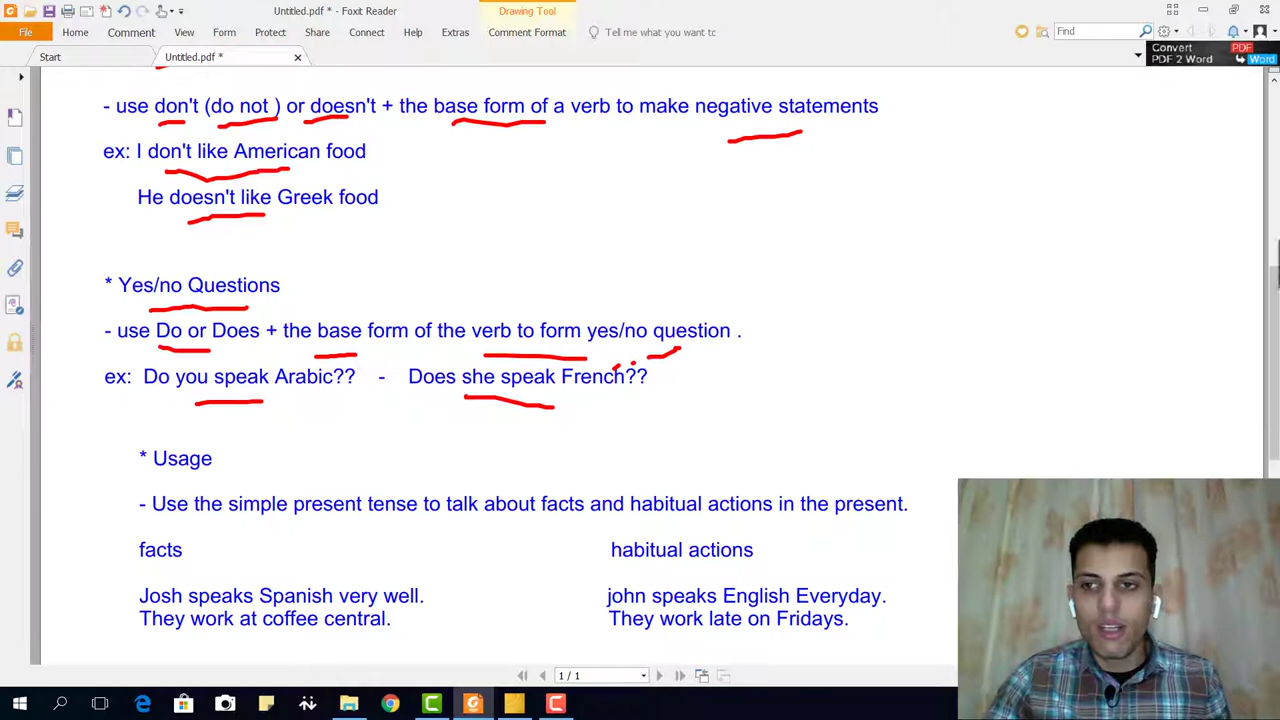 Untitled.pdf * - Foxit Reader
Drawing Tool
File Home Comment View Form Protect Share Connect Help Extras Comment Format Tell me what you want tc
Find
Start
Untitled.pdf *
Convert PDF
PDF 2 Word Word
- use don't (do not ) or doesn't + the base form of a verb to make negative statements
ex: I don't like American food
He doesn't like Greek food
* Yes/no Questions
- use Do or Does + the base form of the verb to form yes/no question .
ex: Do you speak Arabic?? - Does she speak French??
* Usage
- Use the simple present tense to talk about facts and habitual actions in the present.
facts habitual actions
Josh speaks Spanish very well. john speaks English Everyday.
They work at coffee central. They work late on Fridays.
1 / 1